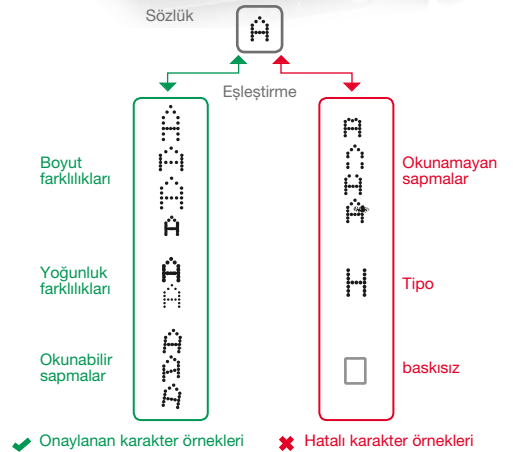 Sözlük
A
Eşleştirme
A
A
A
A
Boyut
farklılıkları
A
A
Yoğunluk
farklılıkları
A
A
A
Okunabilir
sapmalar
Okunamayan
sapmalar
H
Tipo
baskısız
Onaylanan karakter örnekleri
Hatalı karakter örnekleri